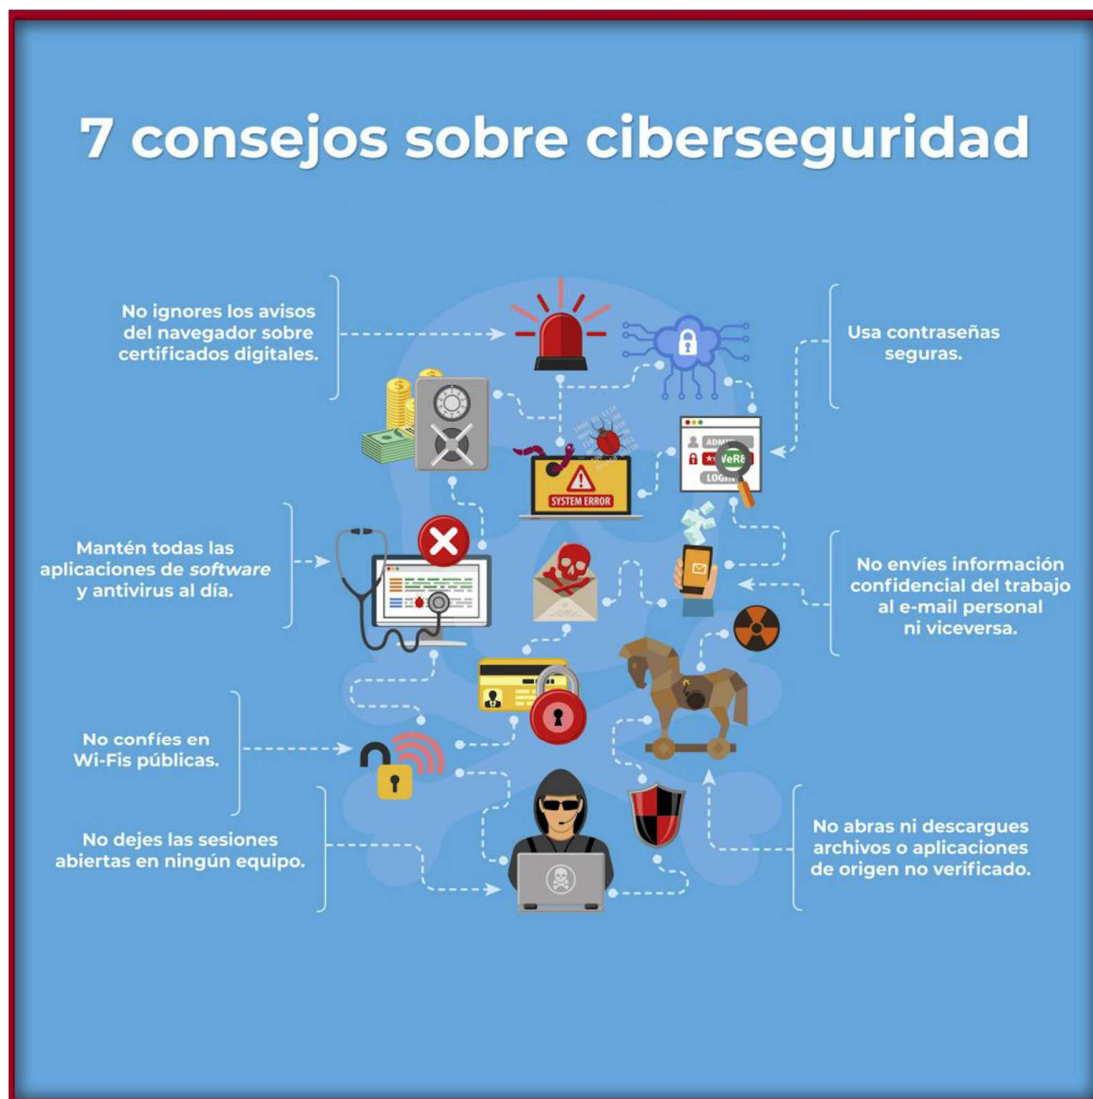 7 consejos sobre ciberseguridad
No ignores los avisos
del navegador sobre
certificados digitales.
Usa contraseñas
seguras.
ADMIN
WeR8
LOGIN
SYSTEM ERROR
Mantén todas las
aplicaciones de software
y antivirus al día.
No envíes información
confidencial del trabajo
al e-mail personal
ni viceversa.
No confíes en
Wi-Fis públicas.
No dejes las sesiones
abiertas en ningún equipo.
No abras ni descargues
archivos o aplicaciones
de origen no verificado.